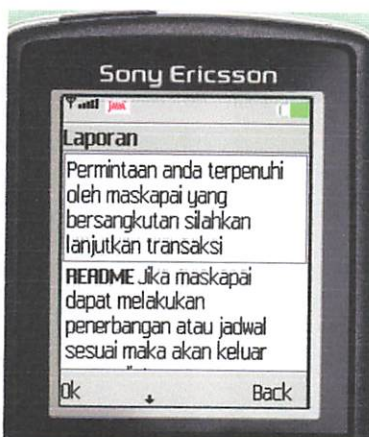 Sony Ericsson
Laporan
Permintaan anda terpenuhi
oleh maskapai yang
bersangkutan silahkan
lanjutkan transaksi
README Jika maskapai
dapat melakukan
penerbangan atau jadwal
sesuai maka akan keluar
Ok Back